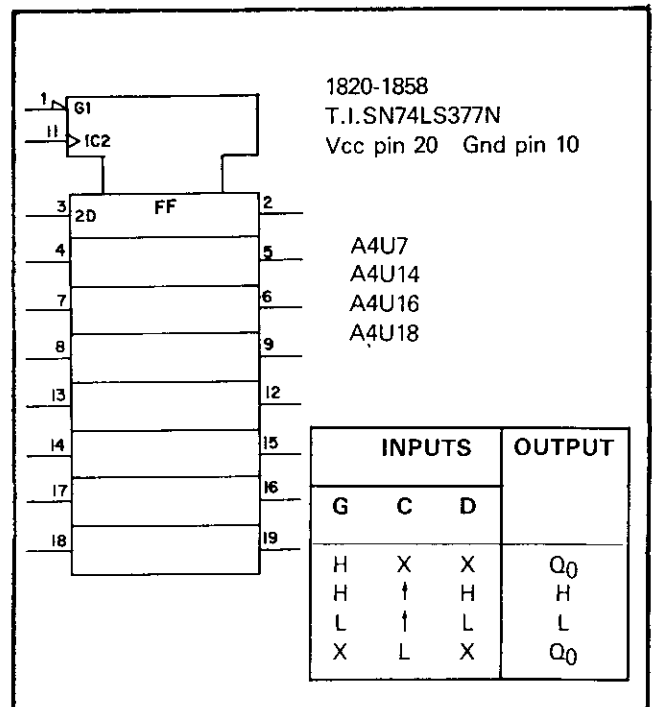 1820-1858
T.I.SN74LS377N
Vcc pin 20 Gnd pin 10
1 G1
11 1C2
3 2D FF 2
4 5
7 6
8 9
13 12
14 15
17 16
18 19
A4U7
A4U14
A4U16
A4U18
INPUTS OUTPUT
G C D
H X X Q0
H ↑ H H
L ↑ L L
X L X Q0